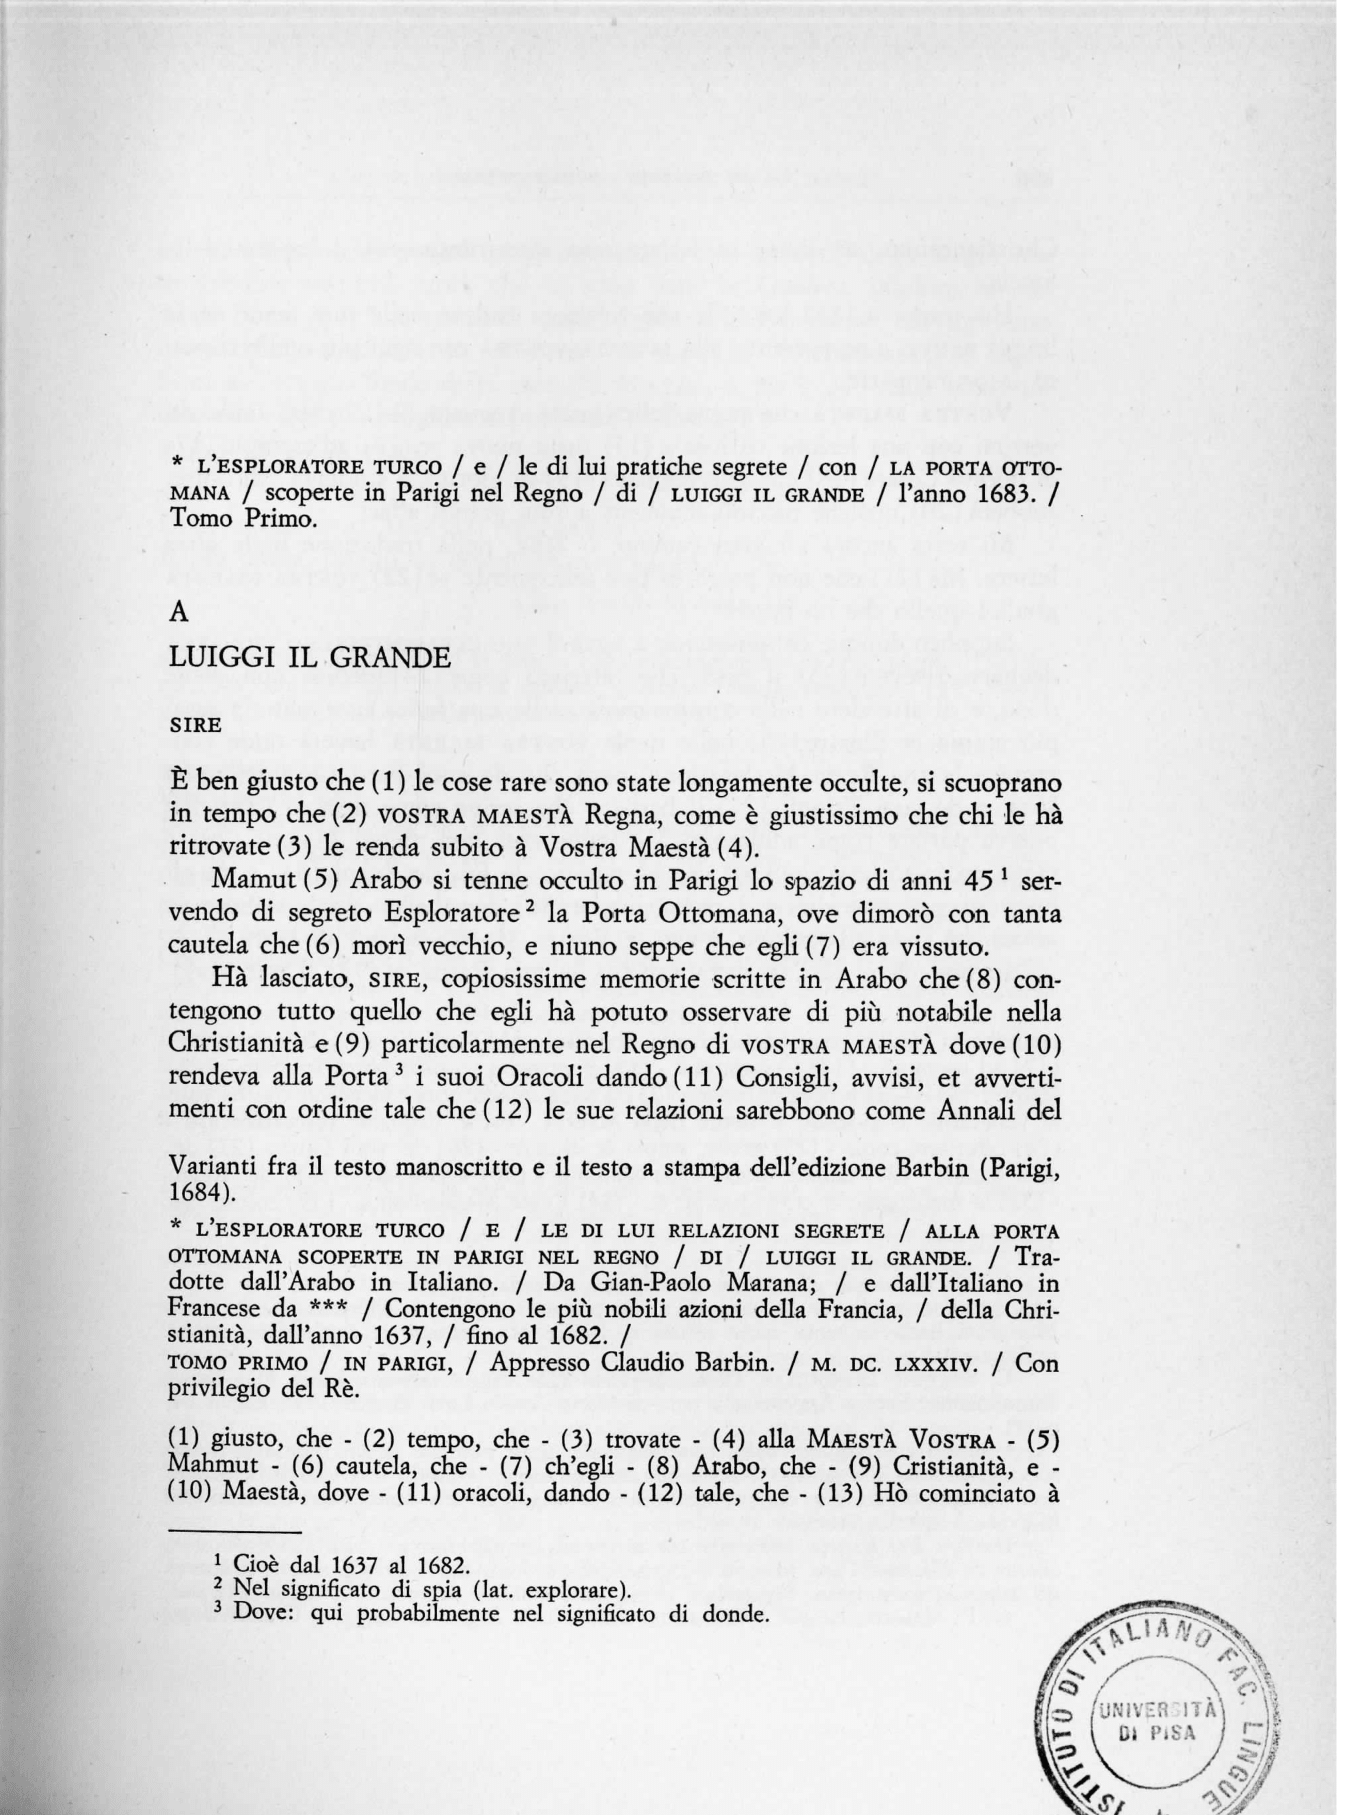 * L'ESPLORATORE TURCO / e / le di lui pratiche segrete / con / LA PORTA OTTO-
MANA / scoperte in Parigi nel Regno / di / LUIGGI IL GRANDE / l'anno 1683. /
Tomo Primo.
A
LUIGGI IL GRANDE
SIRE
È ben giusto che (1) le cose rare sono state longamente occulte, si scuoprano
in tempo che (2) VOSTRA MAESTÀ Regna, come è giustissimo che chi le hà
ritrovate (3) le renda subito à Vostra Maestà (4).
Mamut (5) Arabo si tenne occulto in Parigi lo spazio di anni 45 ¹ ser-
vendo di segreto Esploratore ² la Porta Ottomana, ove dimorò con tanta
cautela che (6) morì vecchio, e niuno seppe che egli (7) era vissuto.
Hà lasciato, SIRE, copiosissime memorie scritte in Arabo che (8) con-
tengono tutto quello che egli hà potuto osservare di più notabile nella
Christianità e (9) particolarmente nel Regno di VOSTRA MAESTÀ dove (10)
rendeva alla Porta ³ i suoi Oracoli dando (11) Consigli, avvisi, et avverti-
menti con ordine tale che (12) le sue relazioni sarebbono come Annali del
Varianti fra il testo manoscritto e il testo a stampa dell'edizione Barbin (Parigi,
1684).
* L'ESPLORATORE TURCO / E / LE DI LUI RELAZIONI SEGRETE / ALLA PORTA
OTTOMANA SCOPERTE IN PARIGI NEL REGNO / DI / LUIGGI IL GRANDE. / Tra-
dotte dall'Arabo in Italiano. / Da Gian-Paolo Marana; / e dall'Italiano in
Francese da *** / Contengono le più nobili azioni della Francia, / della Chri-
stianità, dall'anno 1637, / fino al 1682. /
TOMO PRIMO / IN PARIGI, / Appresso Claudio Barbin. / M. DC. LXXXIV. / Con
privilegio del Rè.
(1) giusto, che - (2) tempo, che - (3) trovate - (4) alla MAESTÀ VOSTRA - (5)
Mahmut - (6) cautela, che - (7) ch'egli - (8) Arabo, che - (9) Cristianità, e -
(10) Maestà, dove - (11) oracoli, dando - (12) tale, che - (13) Hò cominciato à
¹ Cioè dal 1637 al 1682.
² Nel significato di spia (lat. explorare).
³ Dove: qui probabilmente nel significato di donde.
ISTITUTO DI ITALIANO FAC. LINGUE
UNIVERSITÀ
DI PISA